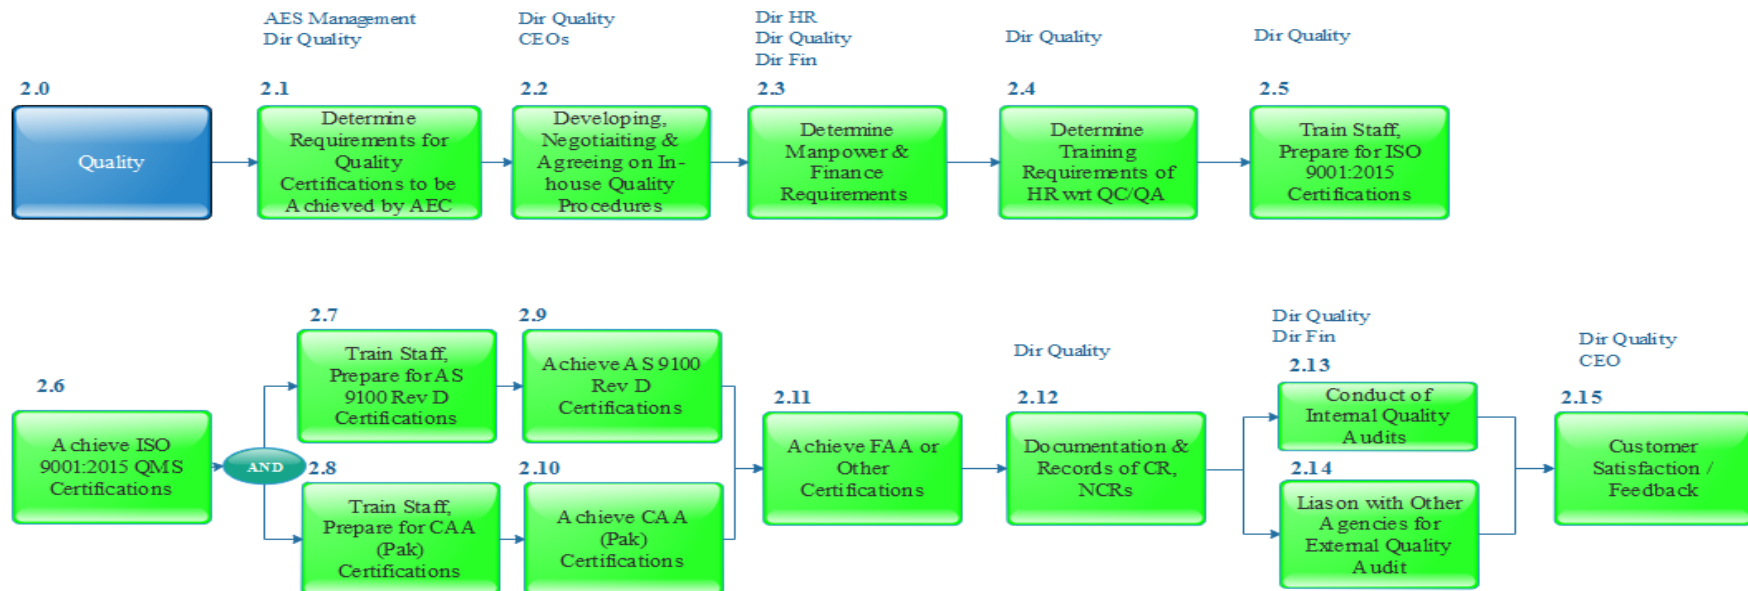 AES Management
Dir Quality
Dir Quality
CEOs
Dir HR
Dir Quality
Dir Fin
Dir Quality
Dir Quality
2.0
2.1
2.2
2.3
2.4
2.5
Quality
Determine
Requirements for
Quality
Certifications to be
Achieved by AEC
Developing,
Negotiaiting &
Agreeing on In-
house Quality
Procedures
Determine
Manpower &
Finance
Requirements
Determine
Training
Requirements of
HR wrt QC/QA
Train Staff,
Prepare for ISO
9001:2015
Certifications
2.6
Achieve ISO
9001:2015 QMS
Certifications
AND
2.7
Train Staff,
Prepare for AS
9100 Rev D
Certifications
2.8
Train Staff,
Prepare for CAA
(Pak)
Certifications
2.9
Achieve AS 9100
Rev D
Certifications
2.10
Achieve CAA
(Pak)
Certifications
2.11
Achieve FAA or
Other
Certifications
Dir Quality
2.12
Documentation &
Records of CR,
NCRs
Dir Quality
Dir Fin
2.13
Conduct of
Internal Quality
Audits
2.14
Liason with Other
Agencies for
External Quality
Audit
Dir Quality
CEO
2.15
Customer
Satisfaction /
Feedback